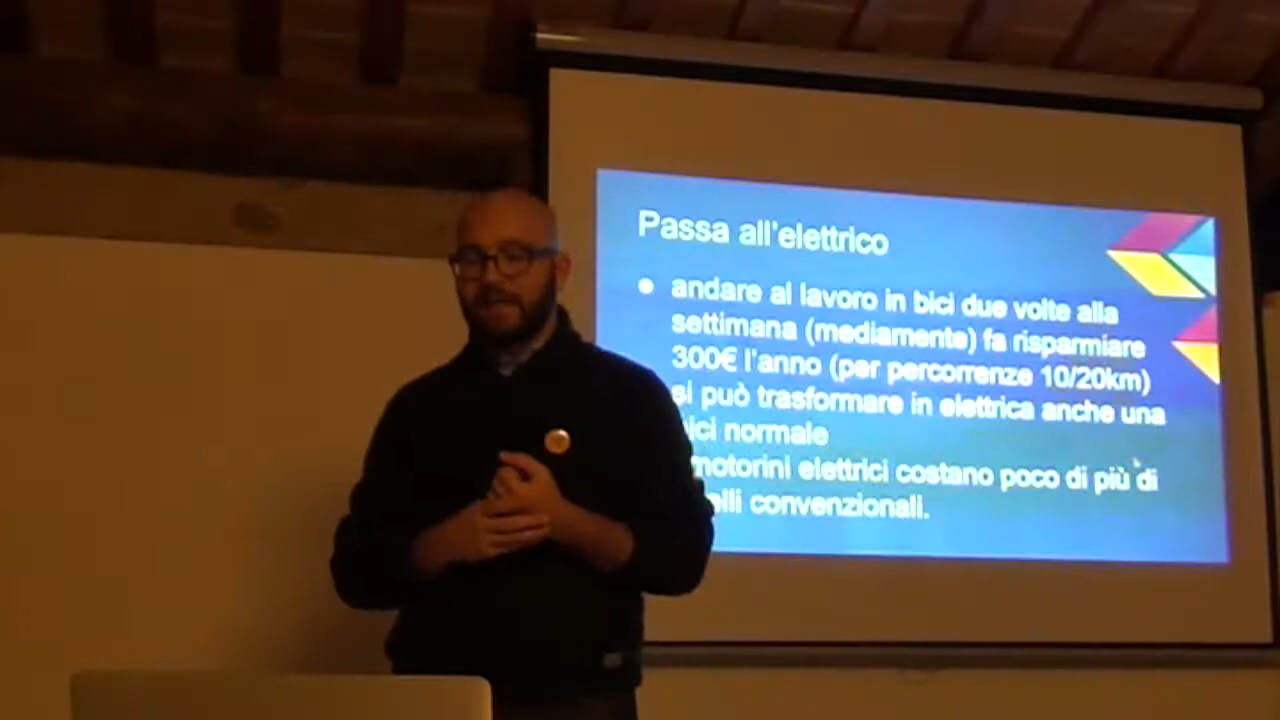 Passa all'elettrico
andare al lavoro in bici due volte alla
settimana (mediamente) fa risparmiare
300€ l'anno (per percorrenze 10/20km)
si può trasformare in elettrica anche una
bici normale
motorini elettrici costano poco di più di
elli convenzionali.